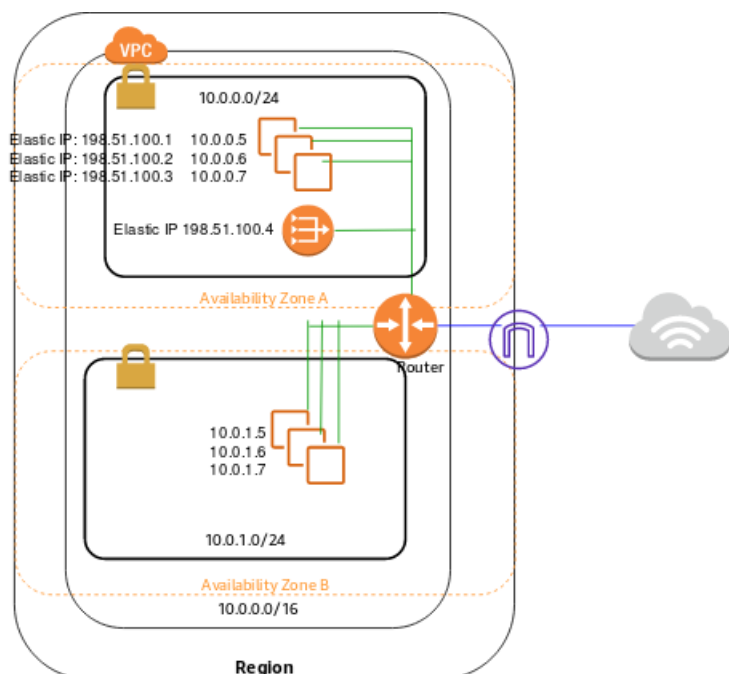 VPC
10.0.0.0/24
Elastic IP: 198.51.100.1 10.0.0.5
Elastic IP: 198.51.100.2 10.0.0.6
Elastic IP: 198.51.100.3 10.0.0.7
Elastic IP 198.51.100.4
Availability Zone A
Router
10.0.1.5
10.0.1.6
10.0.1.7
10.0.1.0/24
Availability Zone B
10.0.0.0/16
Region